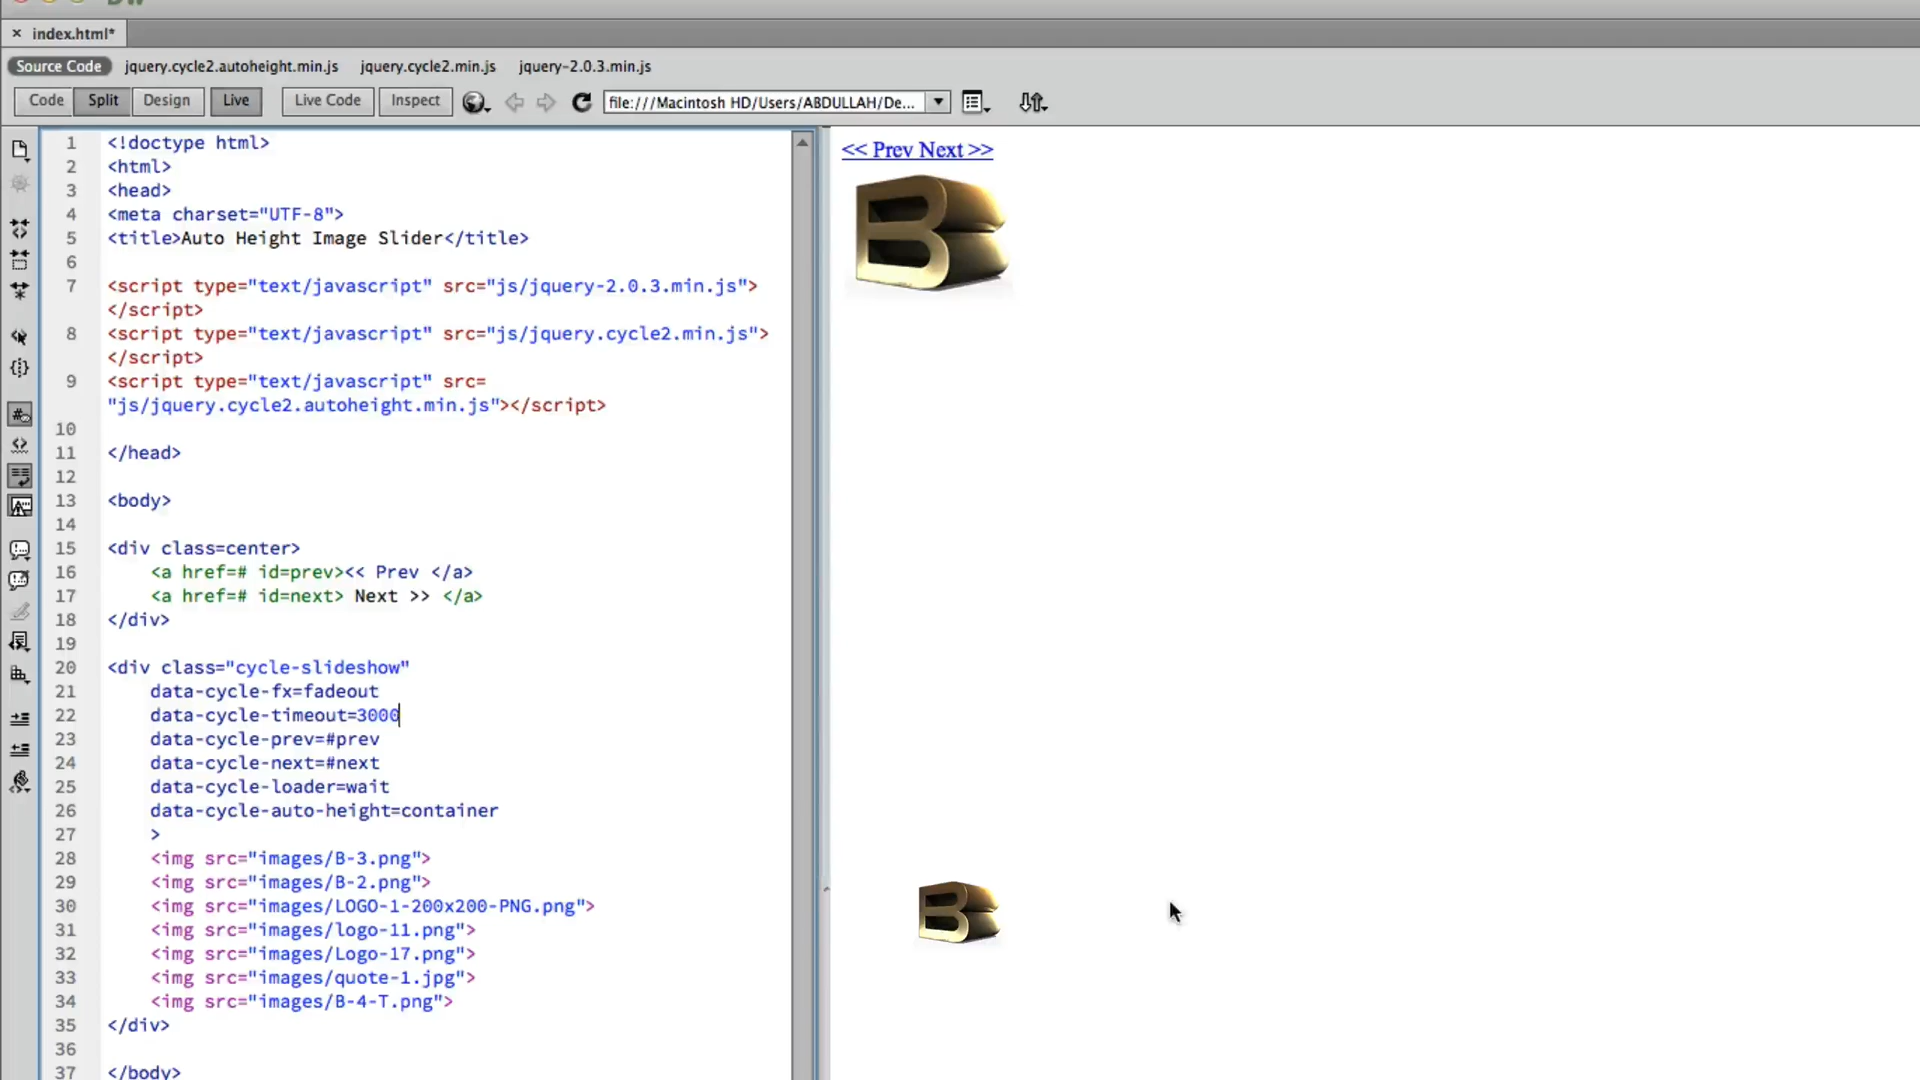 index.html*
Source Code jquery.cycle2.autoheight.min.js jquery.cycle2.min.js jquery-2.0.3.min.js
Code Split Design Live Live Code Inspect file:///Macintosh HD/Users/ABDULLAH/De...
1 <!doctype html>
2 <html>
3 <head>
4 <meta charset="UTF-8">
5 <title>Auto Height Image Slider</title>
6
7 <script type="text/javascript" src="js/jquery-2.0.3.min.js">
</script>
8 <script type="text/javascript" src="js/jquery.cycle2.min.js">
</script>
9 <script type="text/javascript" src=
"js/jquery.cycle2.autoheight.min.js"></script>
10
11 </head>
12
13 <body>
14
15 <div class=center>
16 <a href=# id=prev><< Prev </a>
17 <a href=# id=next> Next >> </a>
18 </div>
19
20 <div class="cycle-slideshow"
21 data-cycle-fx=fadeout
22 data-cycle-timeout=3000
23 data-cycle-prev=#prev
24 data-cycle-next=#next
25 data-cycle-loader=wait
26 data-cycle-auto-height=container
27 >
28 <img src="images/B-3.png">
29 <img src="images/B-2.png">
30 <img src="images/LOGO-1-200x200-PNG.png">
31 <img src="images/logo-11.png">
32 <img src="images/Logo-17.png">
33 <img src="images/quote-1.jpg">
34 <img src="images/B-4-T.png">
35 </div>
36
37 </body>
<< Prev Next >>
B
B